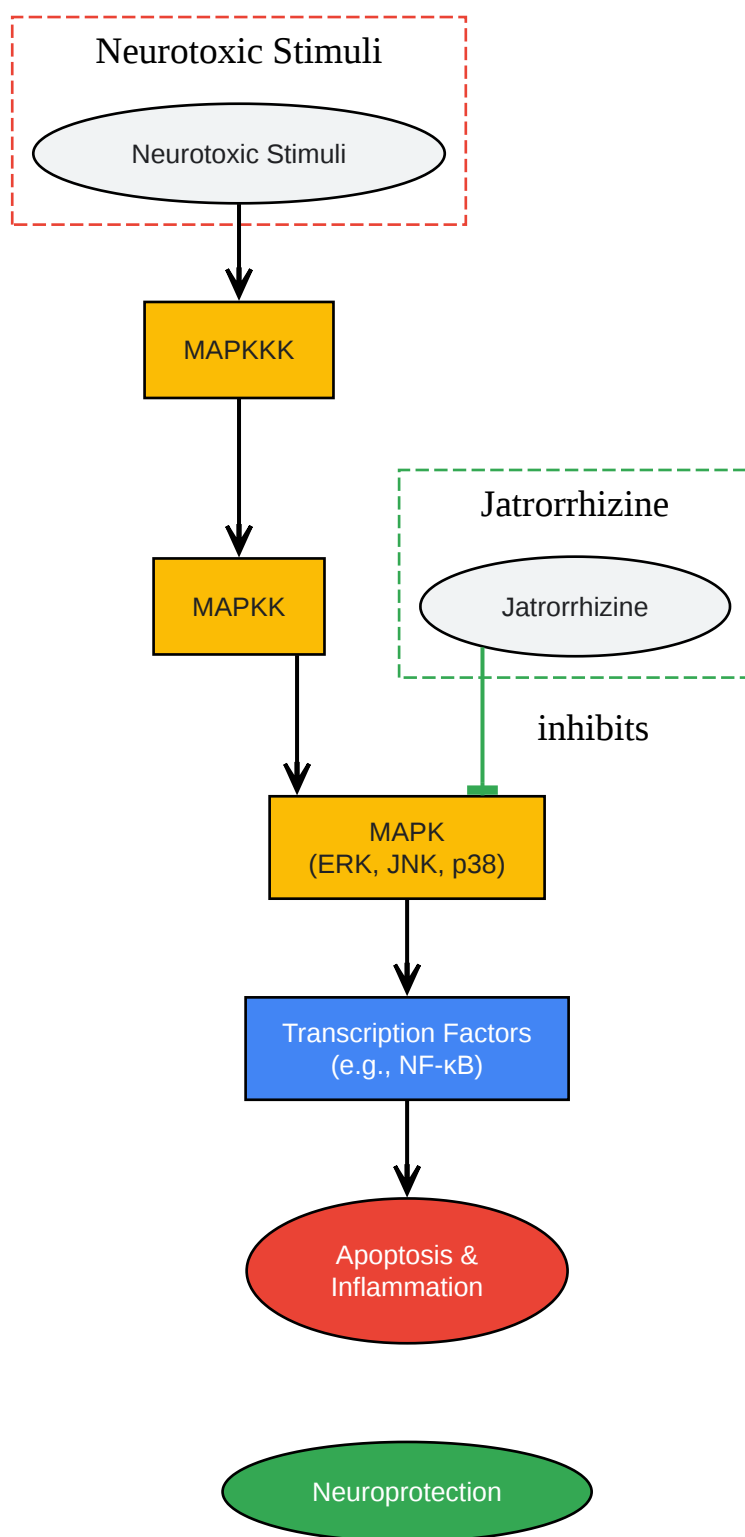 Neurotoxic Stimuli
Neurotoxic Stimuli
MAPKKK
Jatrorrhizine
MAPKK
Jatrorrhizine
inhibits
MAPK
(ERK, JNK, p38)
Transcription Factors
(e.g., NF-κB)
Apoptosis &
Inflammation
Neuroprotection